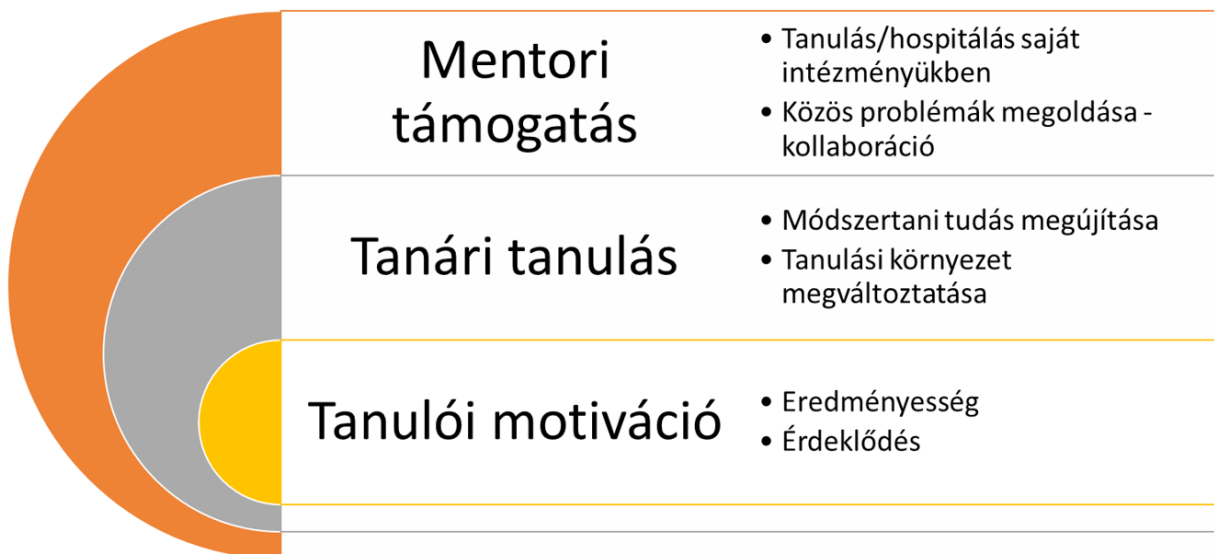 Mentori
támogatás
• Tanulás/hospitálás saját
intézményükben
• Közös problémák megoldása -
kollaboráció
Tanári tanulás
• Módszertani tudás megújítása
• Tanulási környezet
megváltoztatása
Tanulói motiváció
• Eredményesség
• Érdeklődés